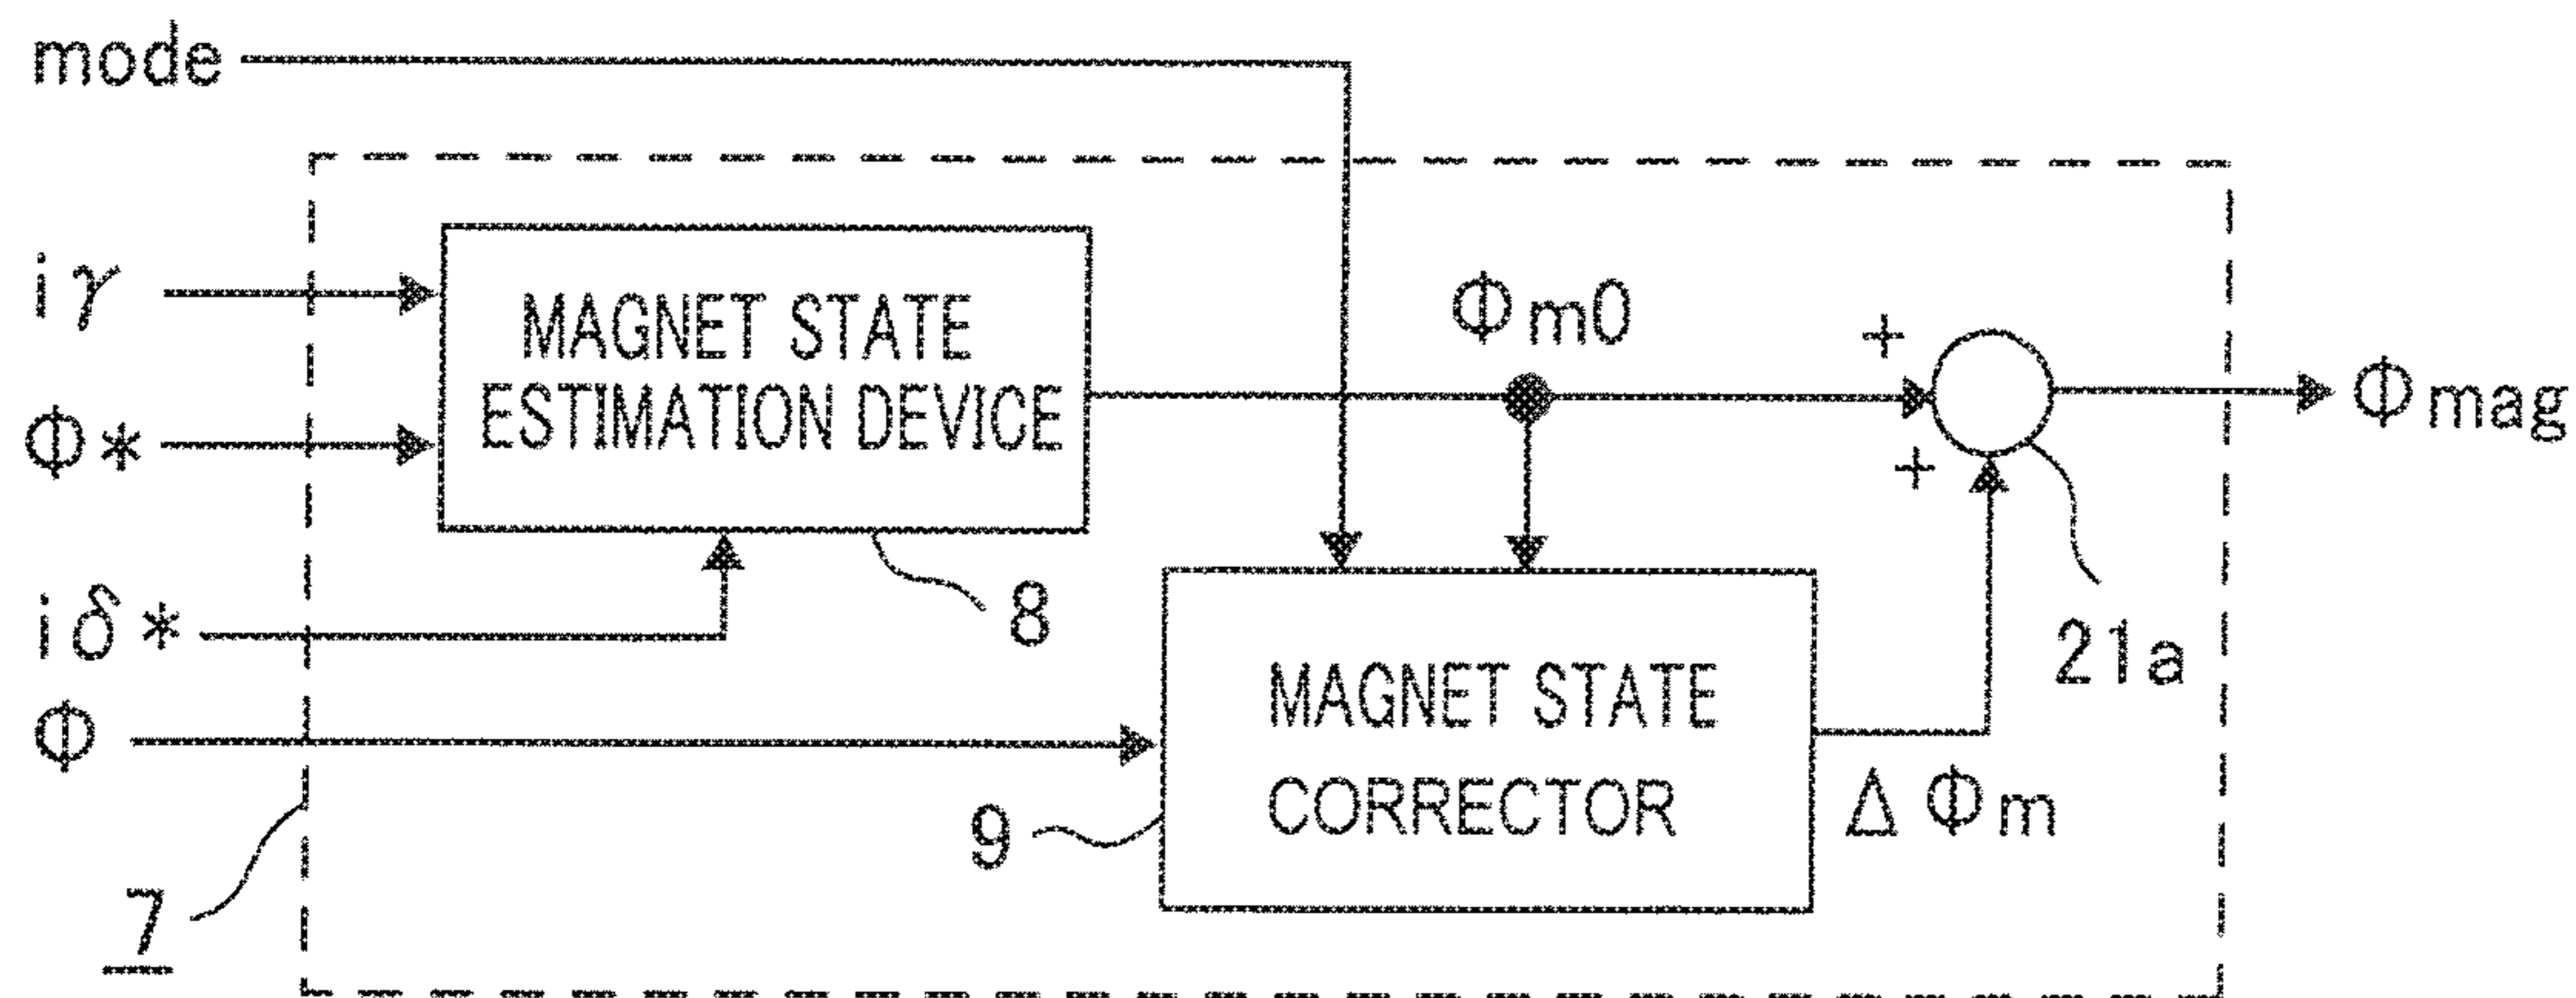 mode
iγ
Φ*
iδ*
Φ
7
MAGNET STATE
ESTIMATION DEVICE
8
Φm0
+
+
Φmag
21a
MAGNET STATE
CORRECTOR
9
ΔΦm